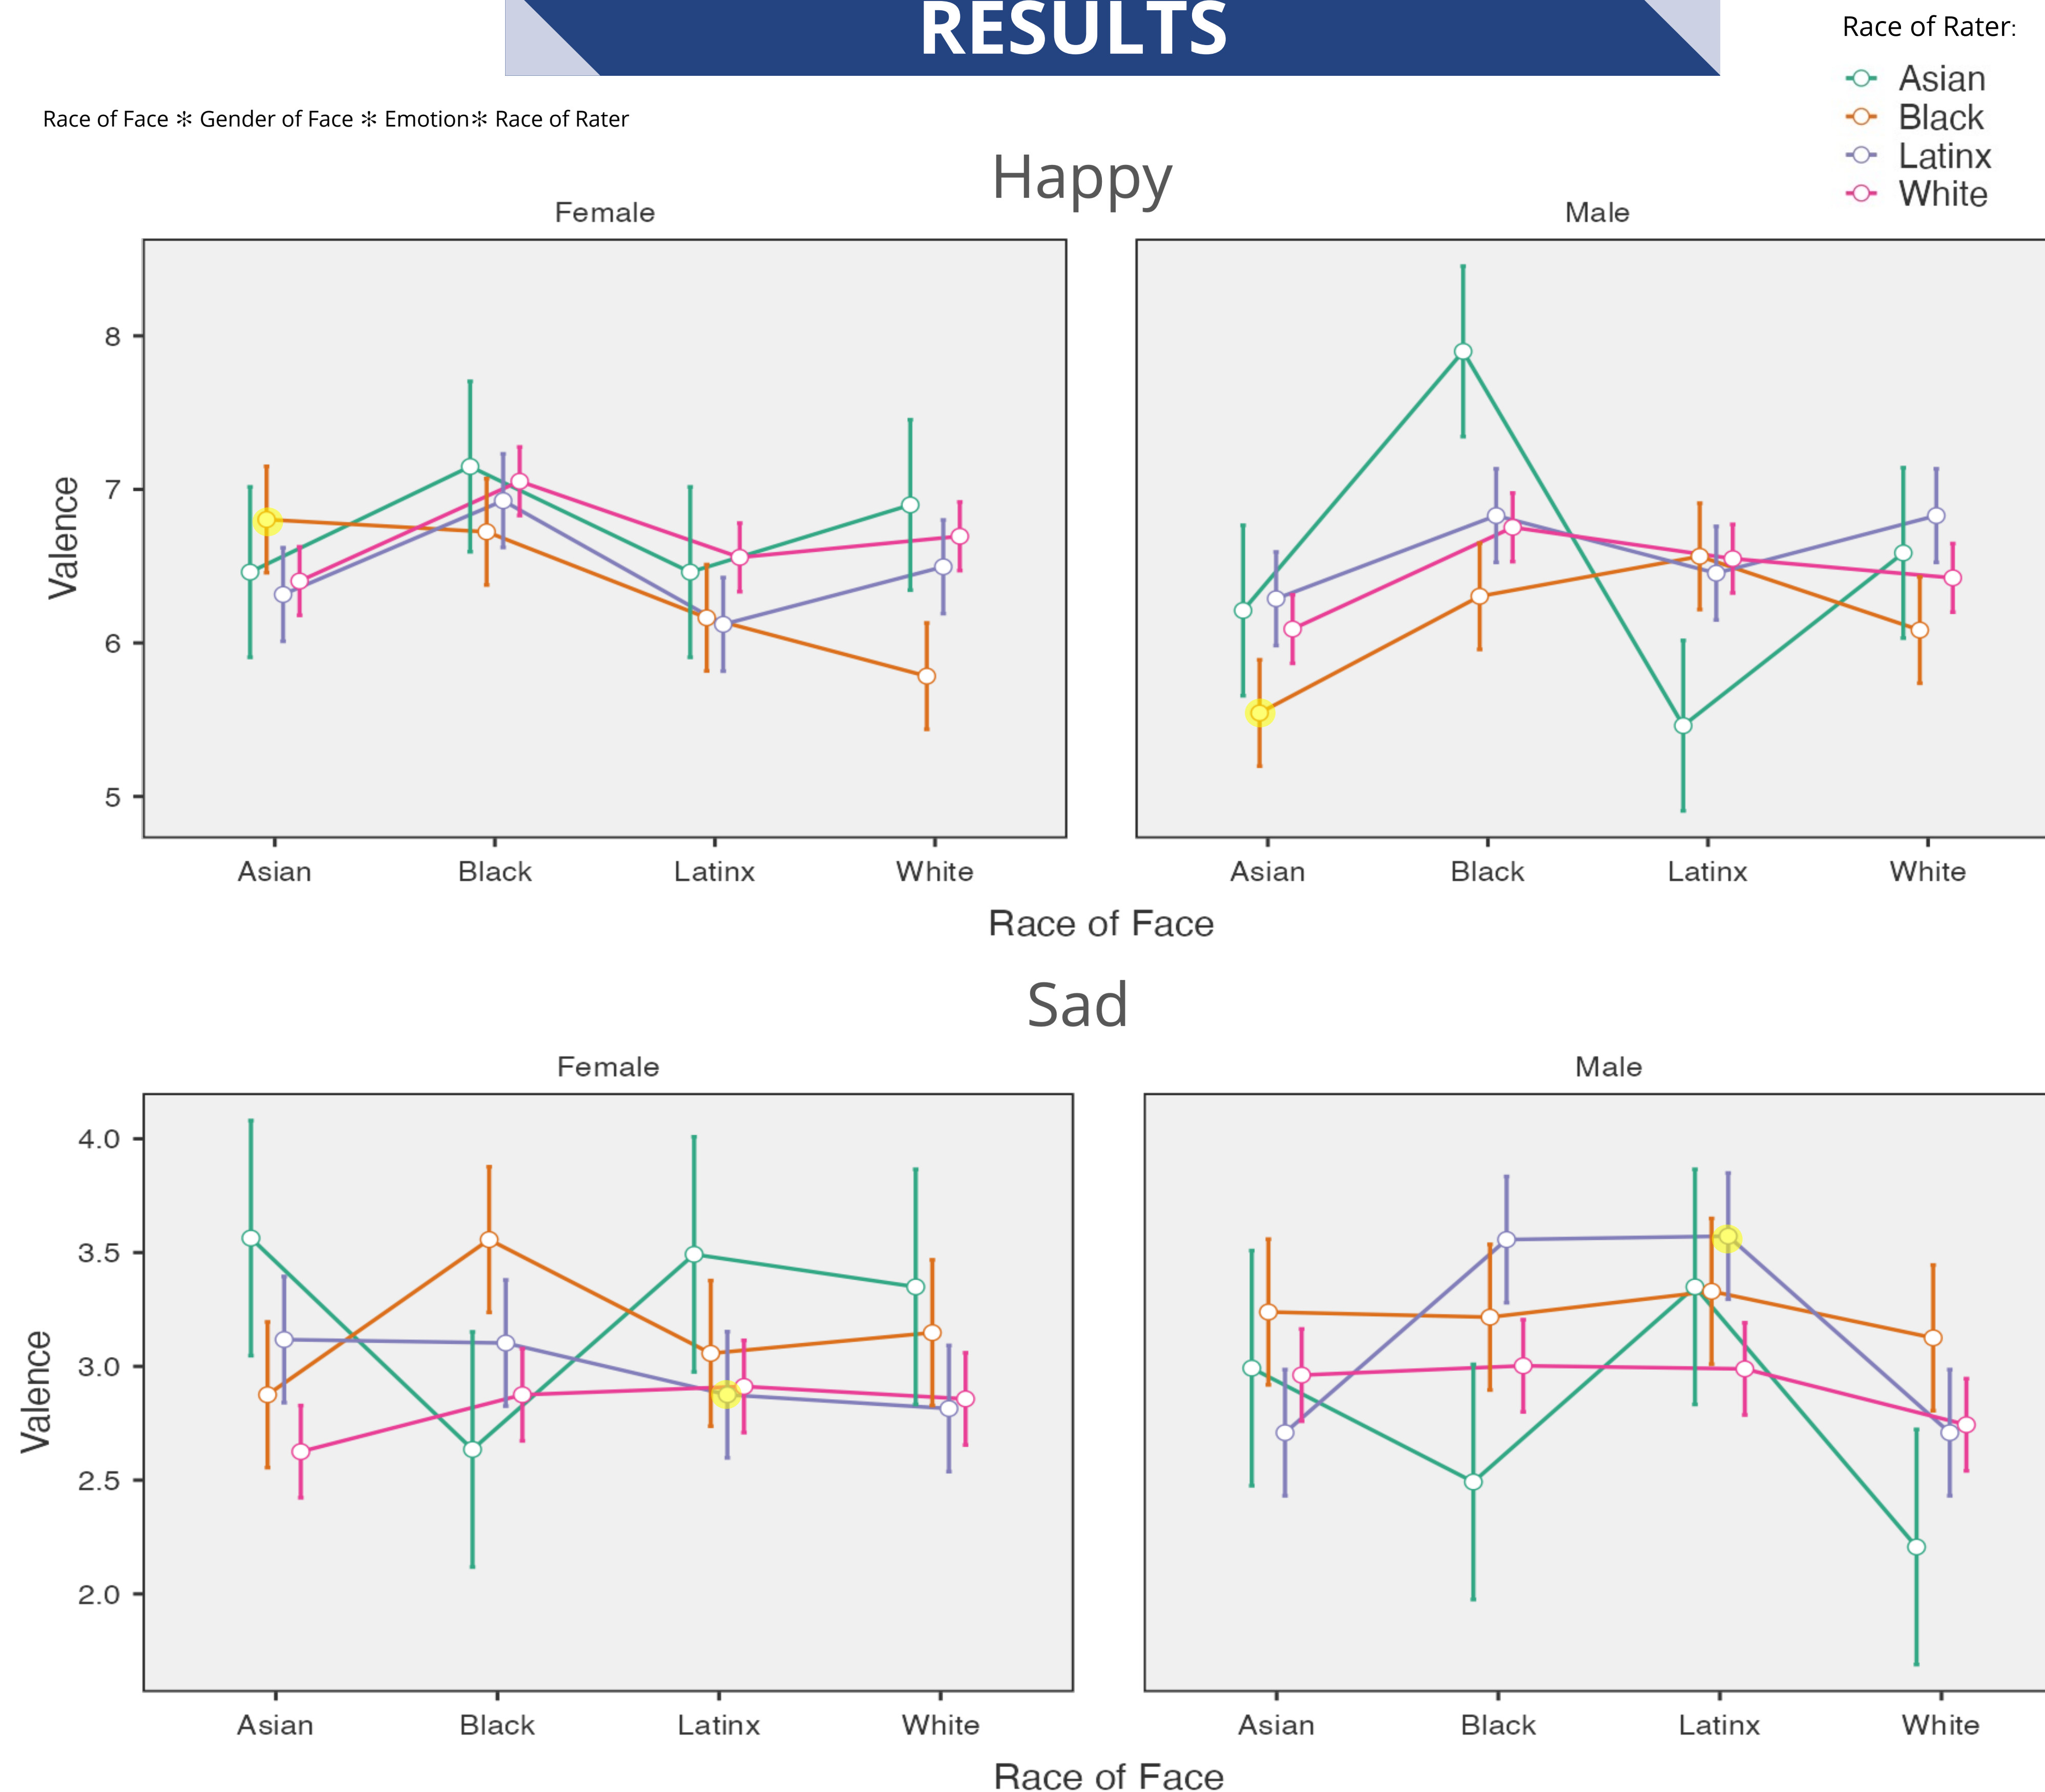 RESULTS
Race of Rater:
Asian
Black
Latinx
White
Race of Face ✻ Gender of Face ✻ Emotion✻ Race of Rater
Happy
Female
Male
Valence
8
7
6
5
Asian Black Latinx White
Asian Black Latinx White
Race of Face
Sad
Female
Male
Valence
4.0
3.5
3.0
2.5
2.0
Asian Black Latinx White
Asian Black Latinx White
Race of Face